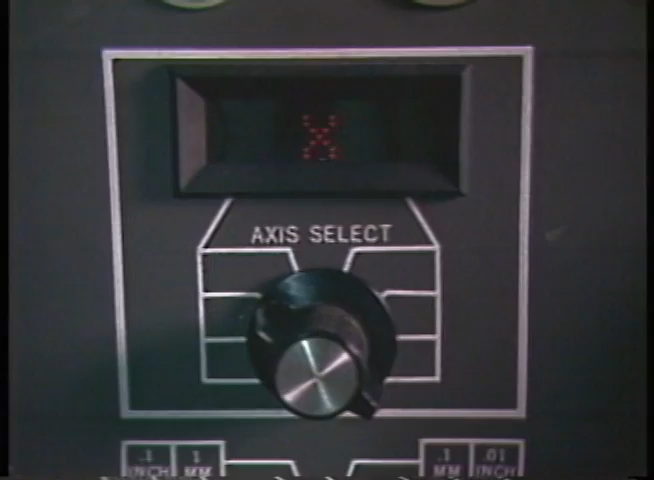 X
AXIS SELECT
.1 1 .1 .01
INCH MM MM INCH